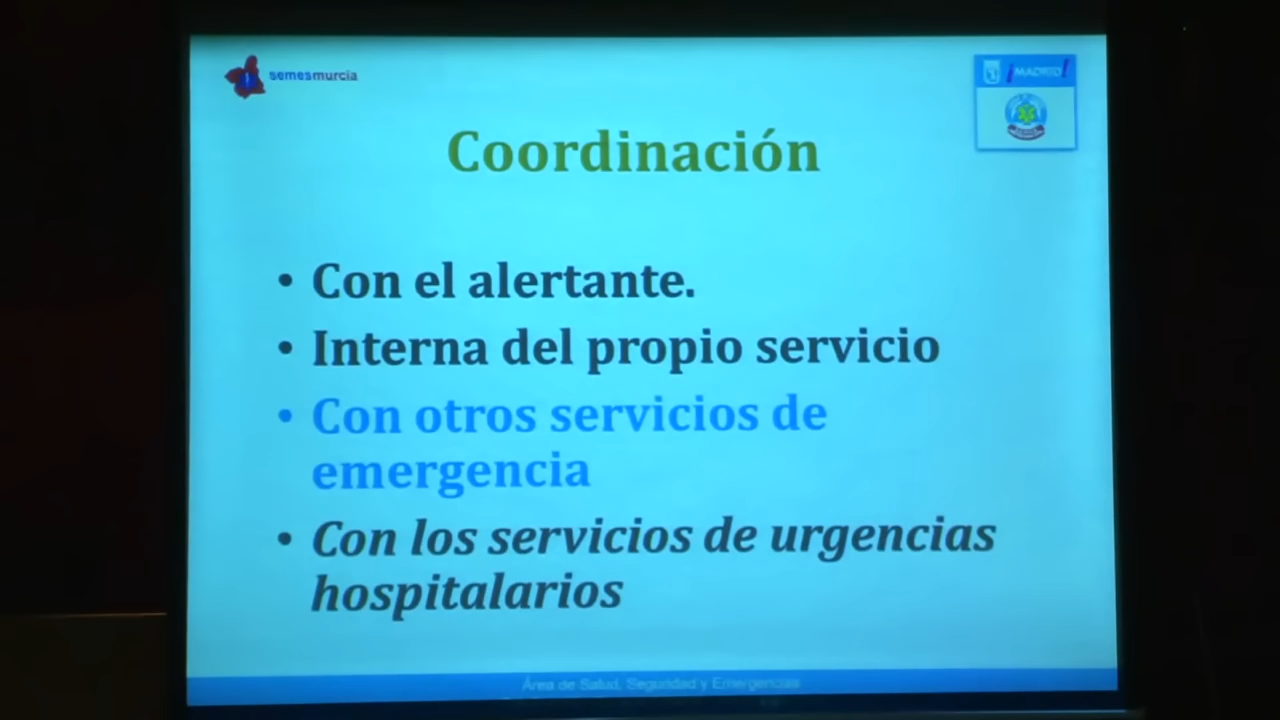 semesmurcia
¡MADRID!
Coordinación
• Con el alertante.
• Interna del propio servicio
• Con otros servicios de
emergencia
• Con los servicios de urgencias
hospitalarios
Área de Salud, Seguridad y Emergencias